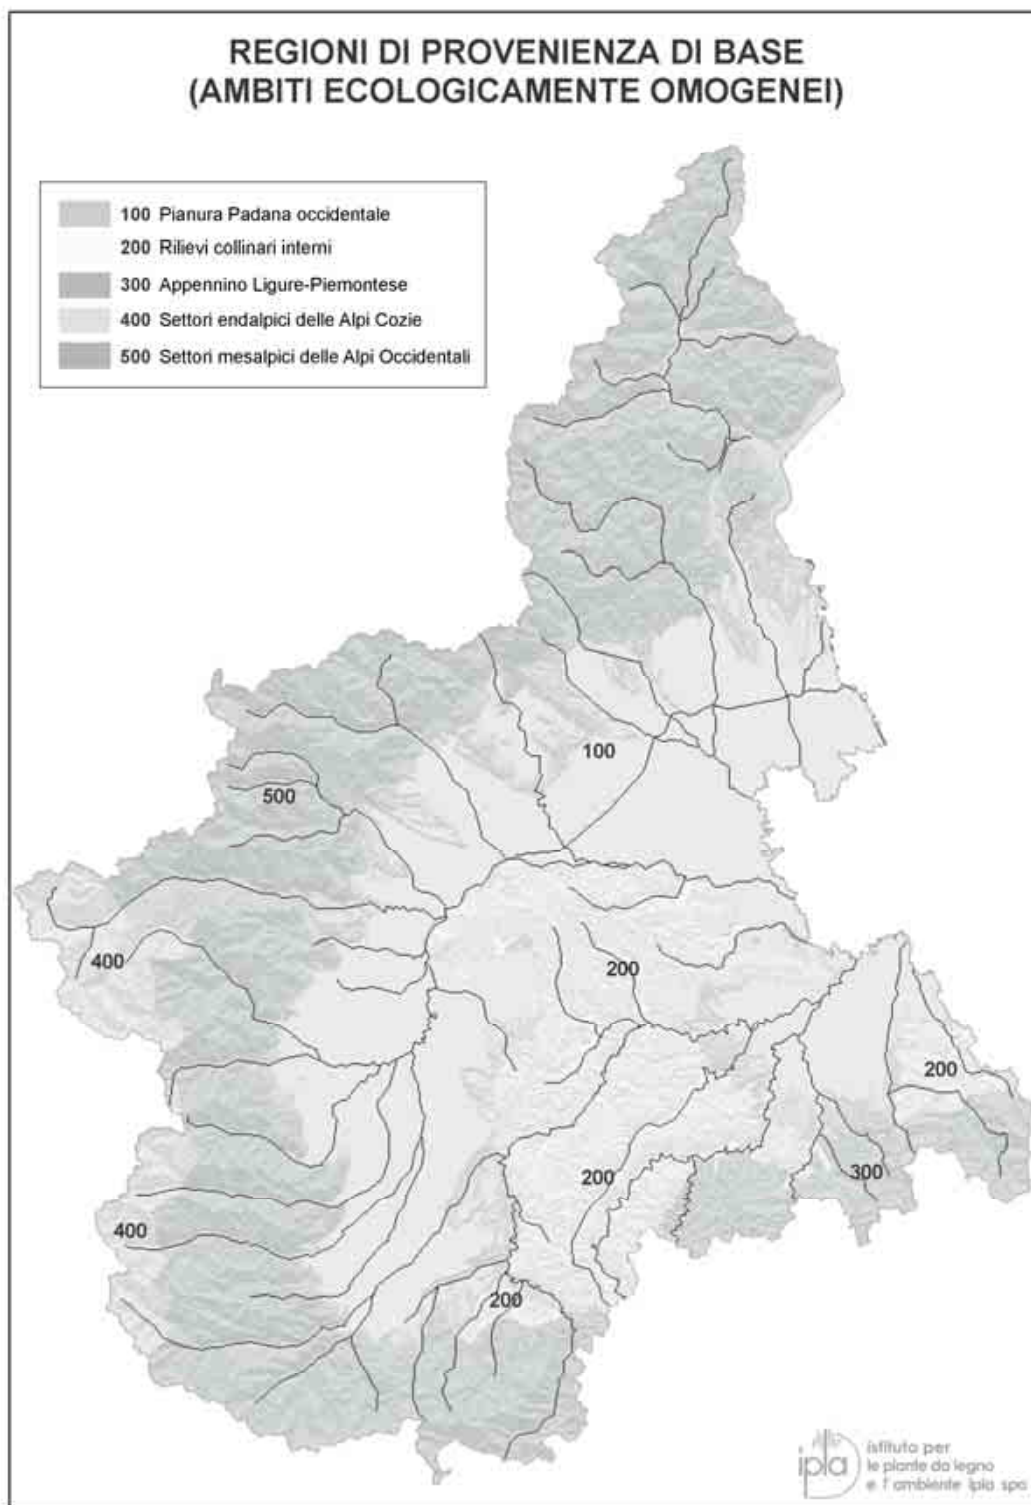 REGIONI DI PROVENIENZA DI BASE
(AMBITI ECOLOGICAMENTE OMOGENEI)
100 Pianura Padana occidentale
200 Rilievi collinari interni
300 Appennino Ligure-Piemontese
400 Settori endalpici delle Alpi Cozie
500 Settori mesalpici delle Alpi Occidentali
100
500
400
200
200
200
300
400
200
ipla
istituto per
le piante da legno
e l'ambiente ipla spa